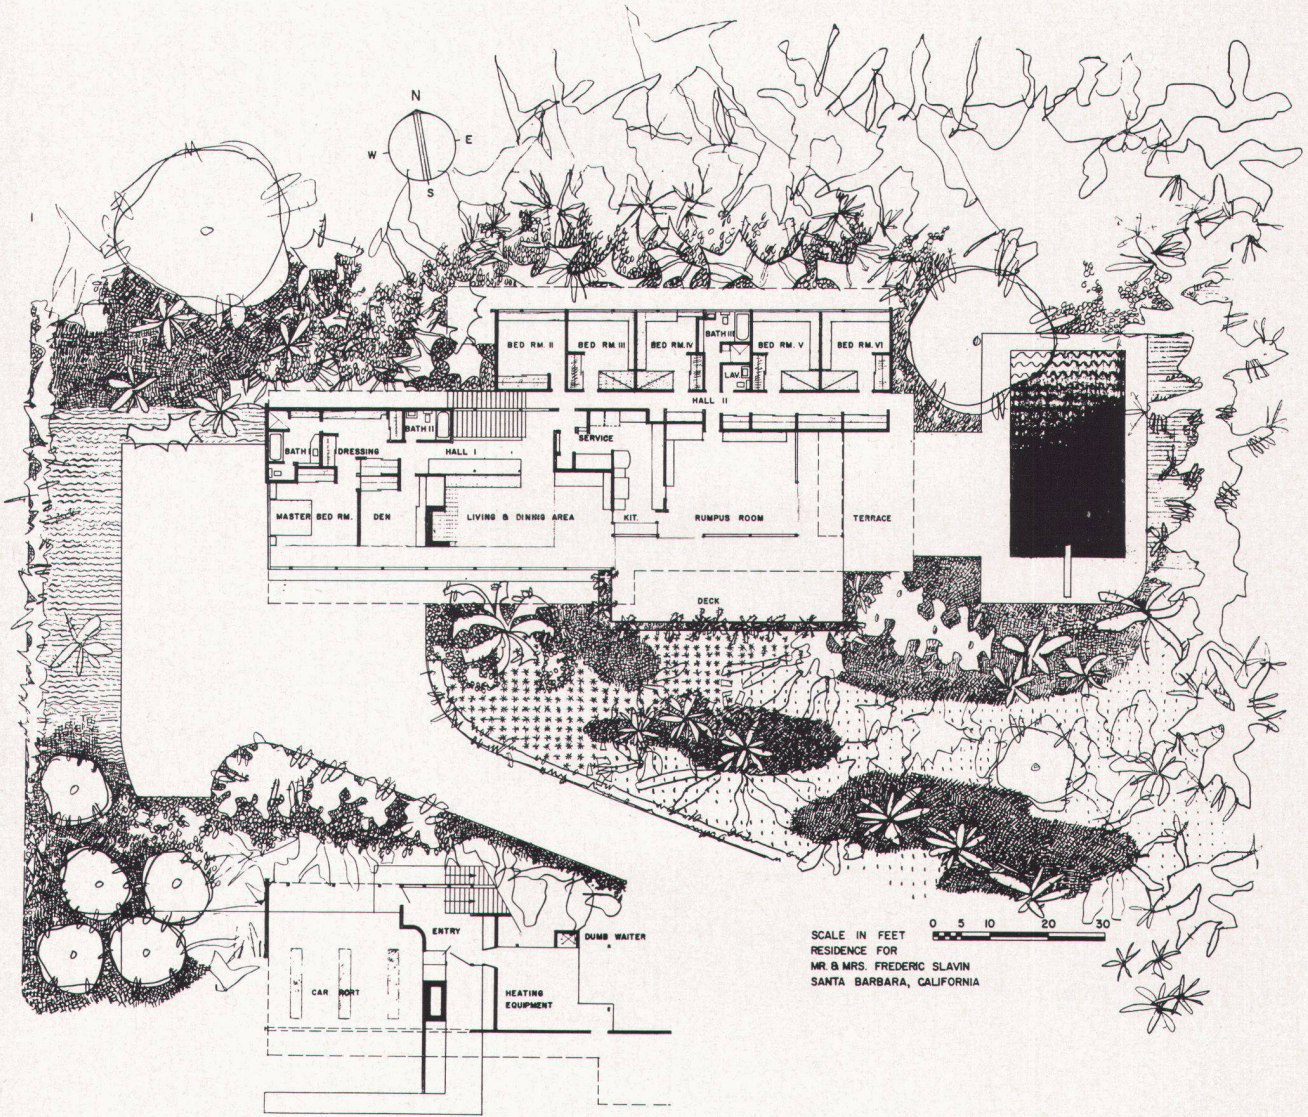 N
W E
S
BED RM. II
BED RM. III
BED RM. IV
BATH III
BED RM. V
BED RM. VI
LAV.
HALL II
BATH I
DRESSING
BATH II
HALL I
SERVICE
MASTER BED RM.
DEN
LIVING & DINING AREA
KIT.
RUMPUS ROOM
TERRACE
DECK
ENTRY
DUMB WAITER
CAR PORT
HEATING
EQUIPMENT
0 5 10 20 30
SCALE IN FEET
RESIDENCE FOR
MR. & MRS. FREDERIC SLAVIN
SANTA BARBARA, CALIFORNIA